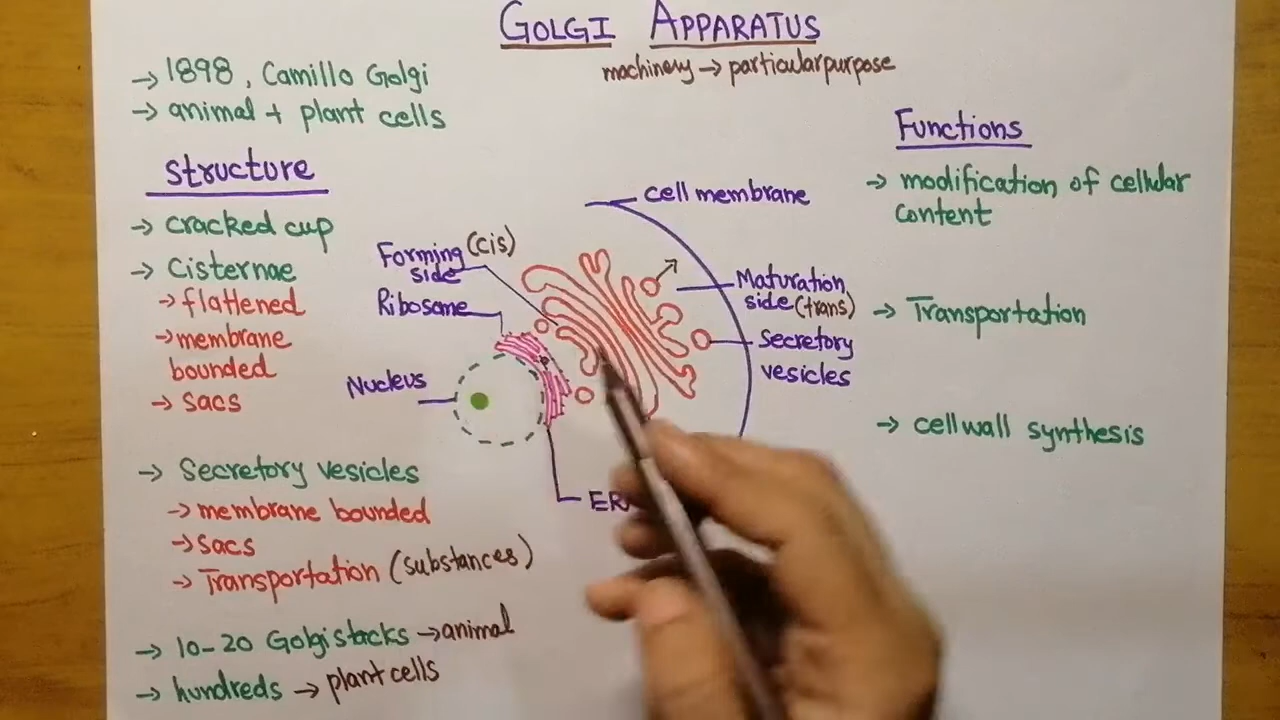 GOLGI APPARATUS
machinery → particular purpose
→ 1898, Camillo Golgi
→ animal + plant cells
structure
→ cracked cup
→ Cisternae
→ flattened
→ membrane
bounded
→ sacs
→ Secretory vesicles
→ membrane bounded
→ sacs
→ Transportation (substances)
→ 10-20 Golgi stacks → animal
→ hundreds → plant cells
cell membrane
Forming (cis)
side
Ribosome
Nucleus
Maturation
side (trans)
Secretory
vesicles
ER
Functions
→ modification of cellular
content
→ Transportation
→ cell wall synthesis